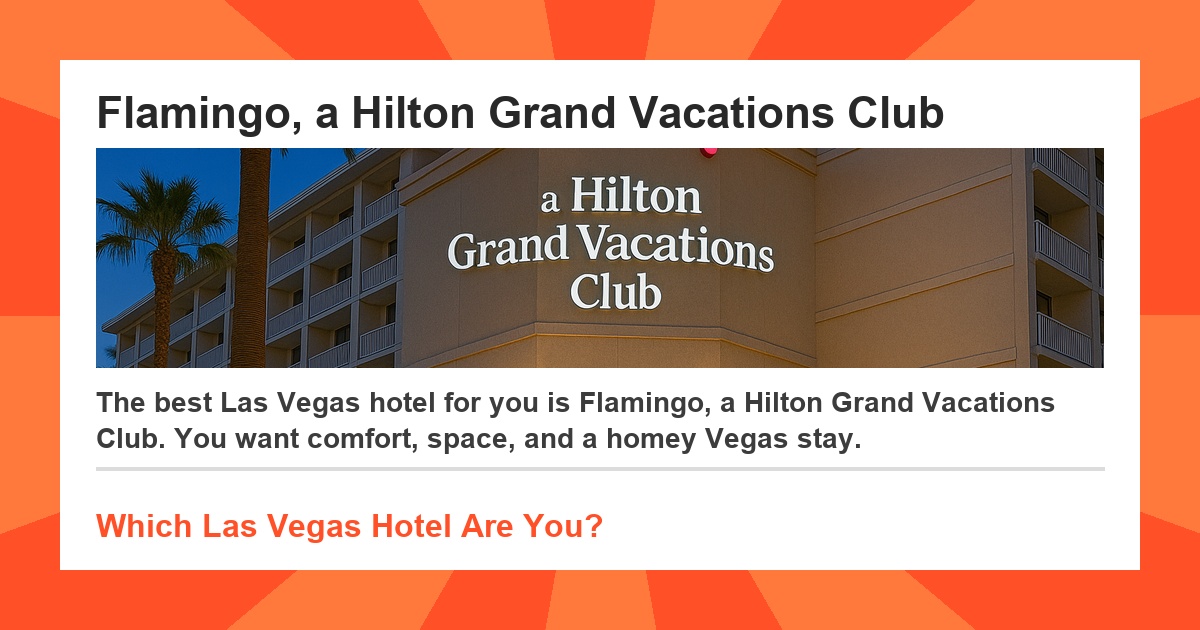 Flamingo, a Hilton Grand Vacations Club
a Hilton
Grand Vacations
Club
The best Las Vegas hotel for you is Flamingo, a Hilton Grand Vacations
Club. You want comfort, space, and a homey Vegas stay.
Which Las Vegas Hotel Are You?